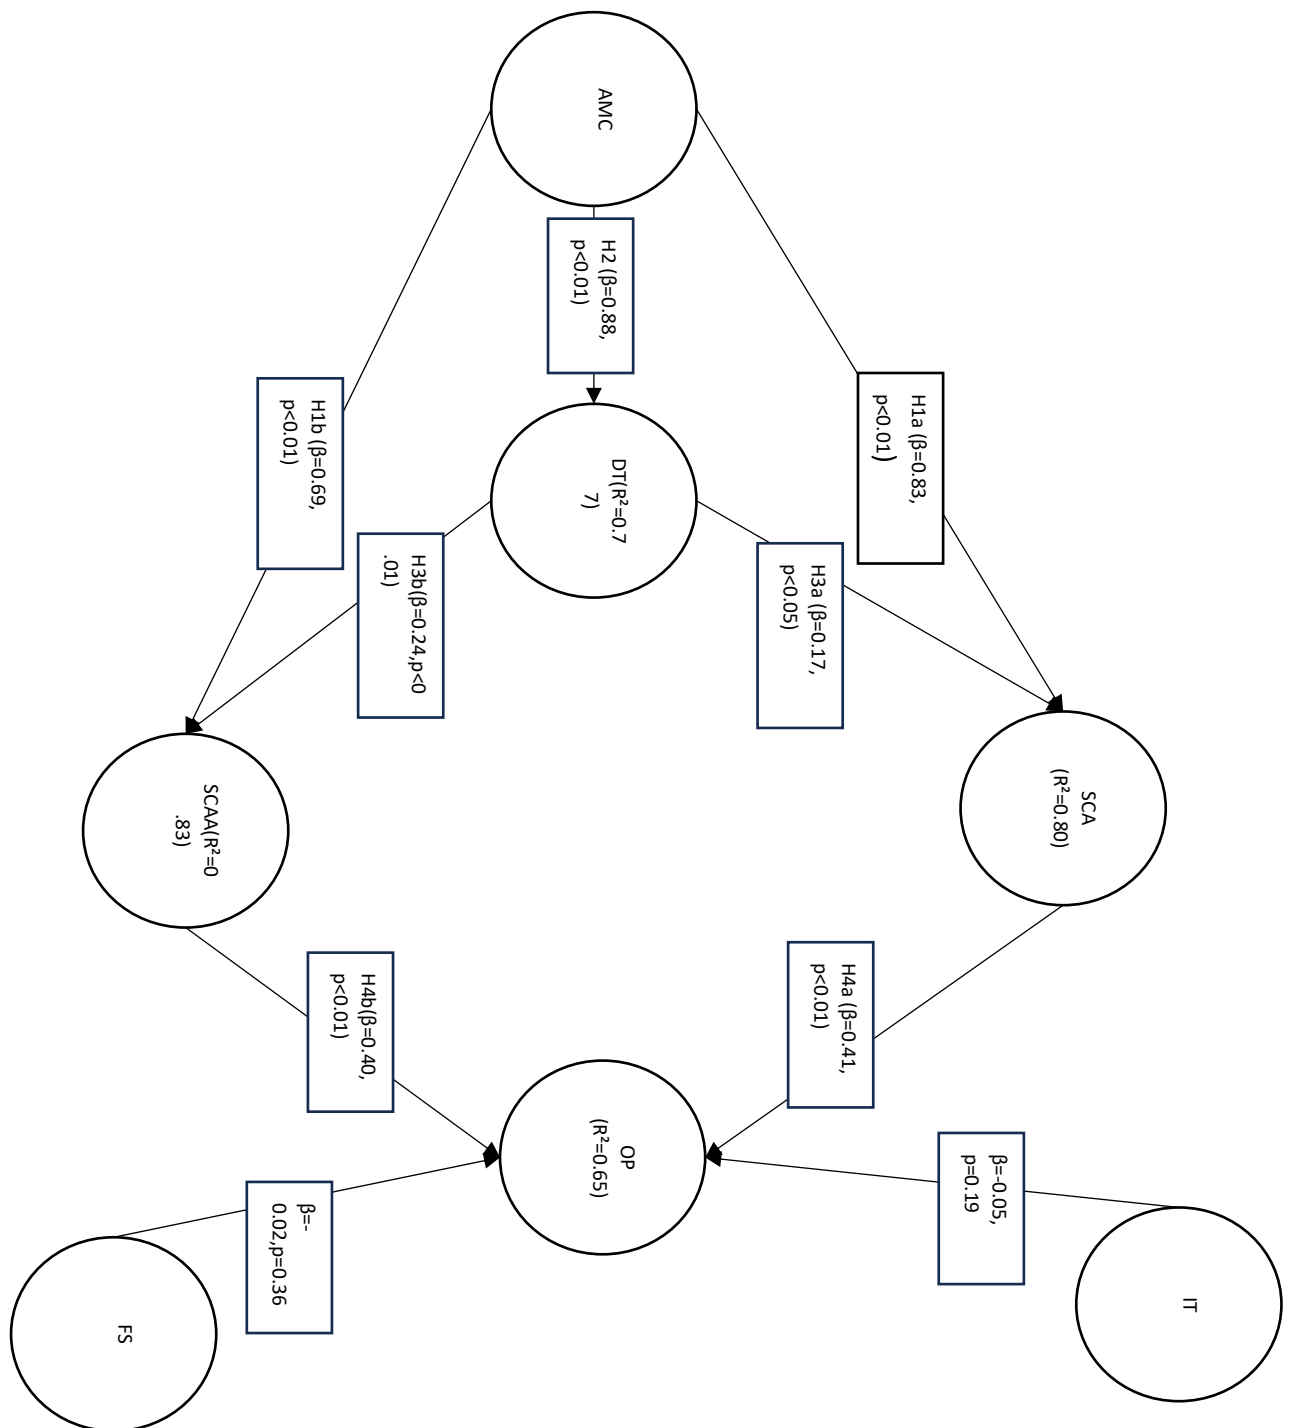 AMC
H2 (β=0.88,
p<0.01)
H1a (β=0.83,
p<0.01)
H1b (β=0.69,
p<0.01)
DT(R²=0.7
7)
H3a (β=0.17,
p<0.05)
H3b(β=0.24,p<0
.01)
SCA
(R²=0.80)
SCAA(R²=0
.83)
H4a (β=0.41,
p<0.01)
H4b(β=0.40,
p<0.01)
OP
(R²=0.65)
β=-0.05,
p=0.19
β=-
0.02,p=0.36
IT
FS